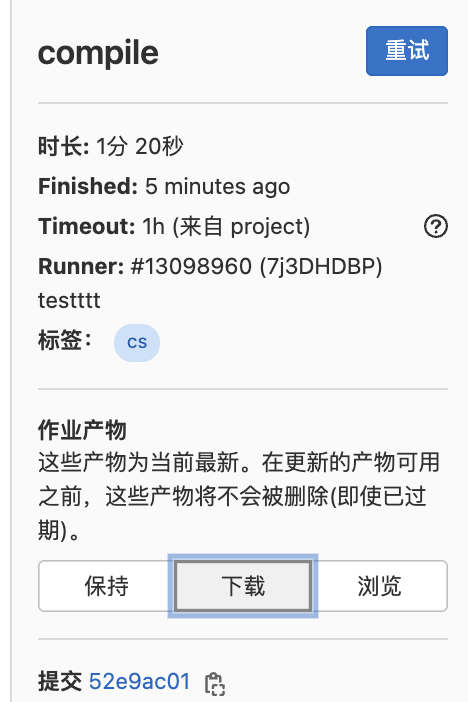 compile
重试
时长: 1分 20秒
Finished: 5 minutes ago
Timeout: 1h (来自 project)
Runner: #13098960 (7j3DHDBP)
testttt
标签：
cs
作业产物
这些产物为当前最新。在更新的产物可用
之前，这些产物将不会被删除(即使已过
期)。
保持
下载
浏览
提交 52e9ac01